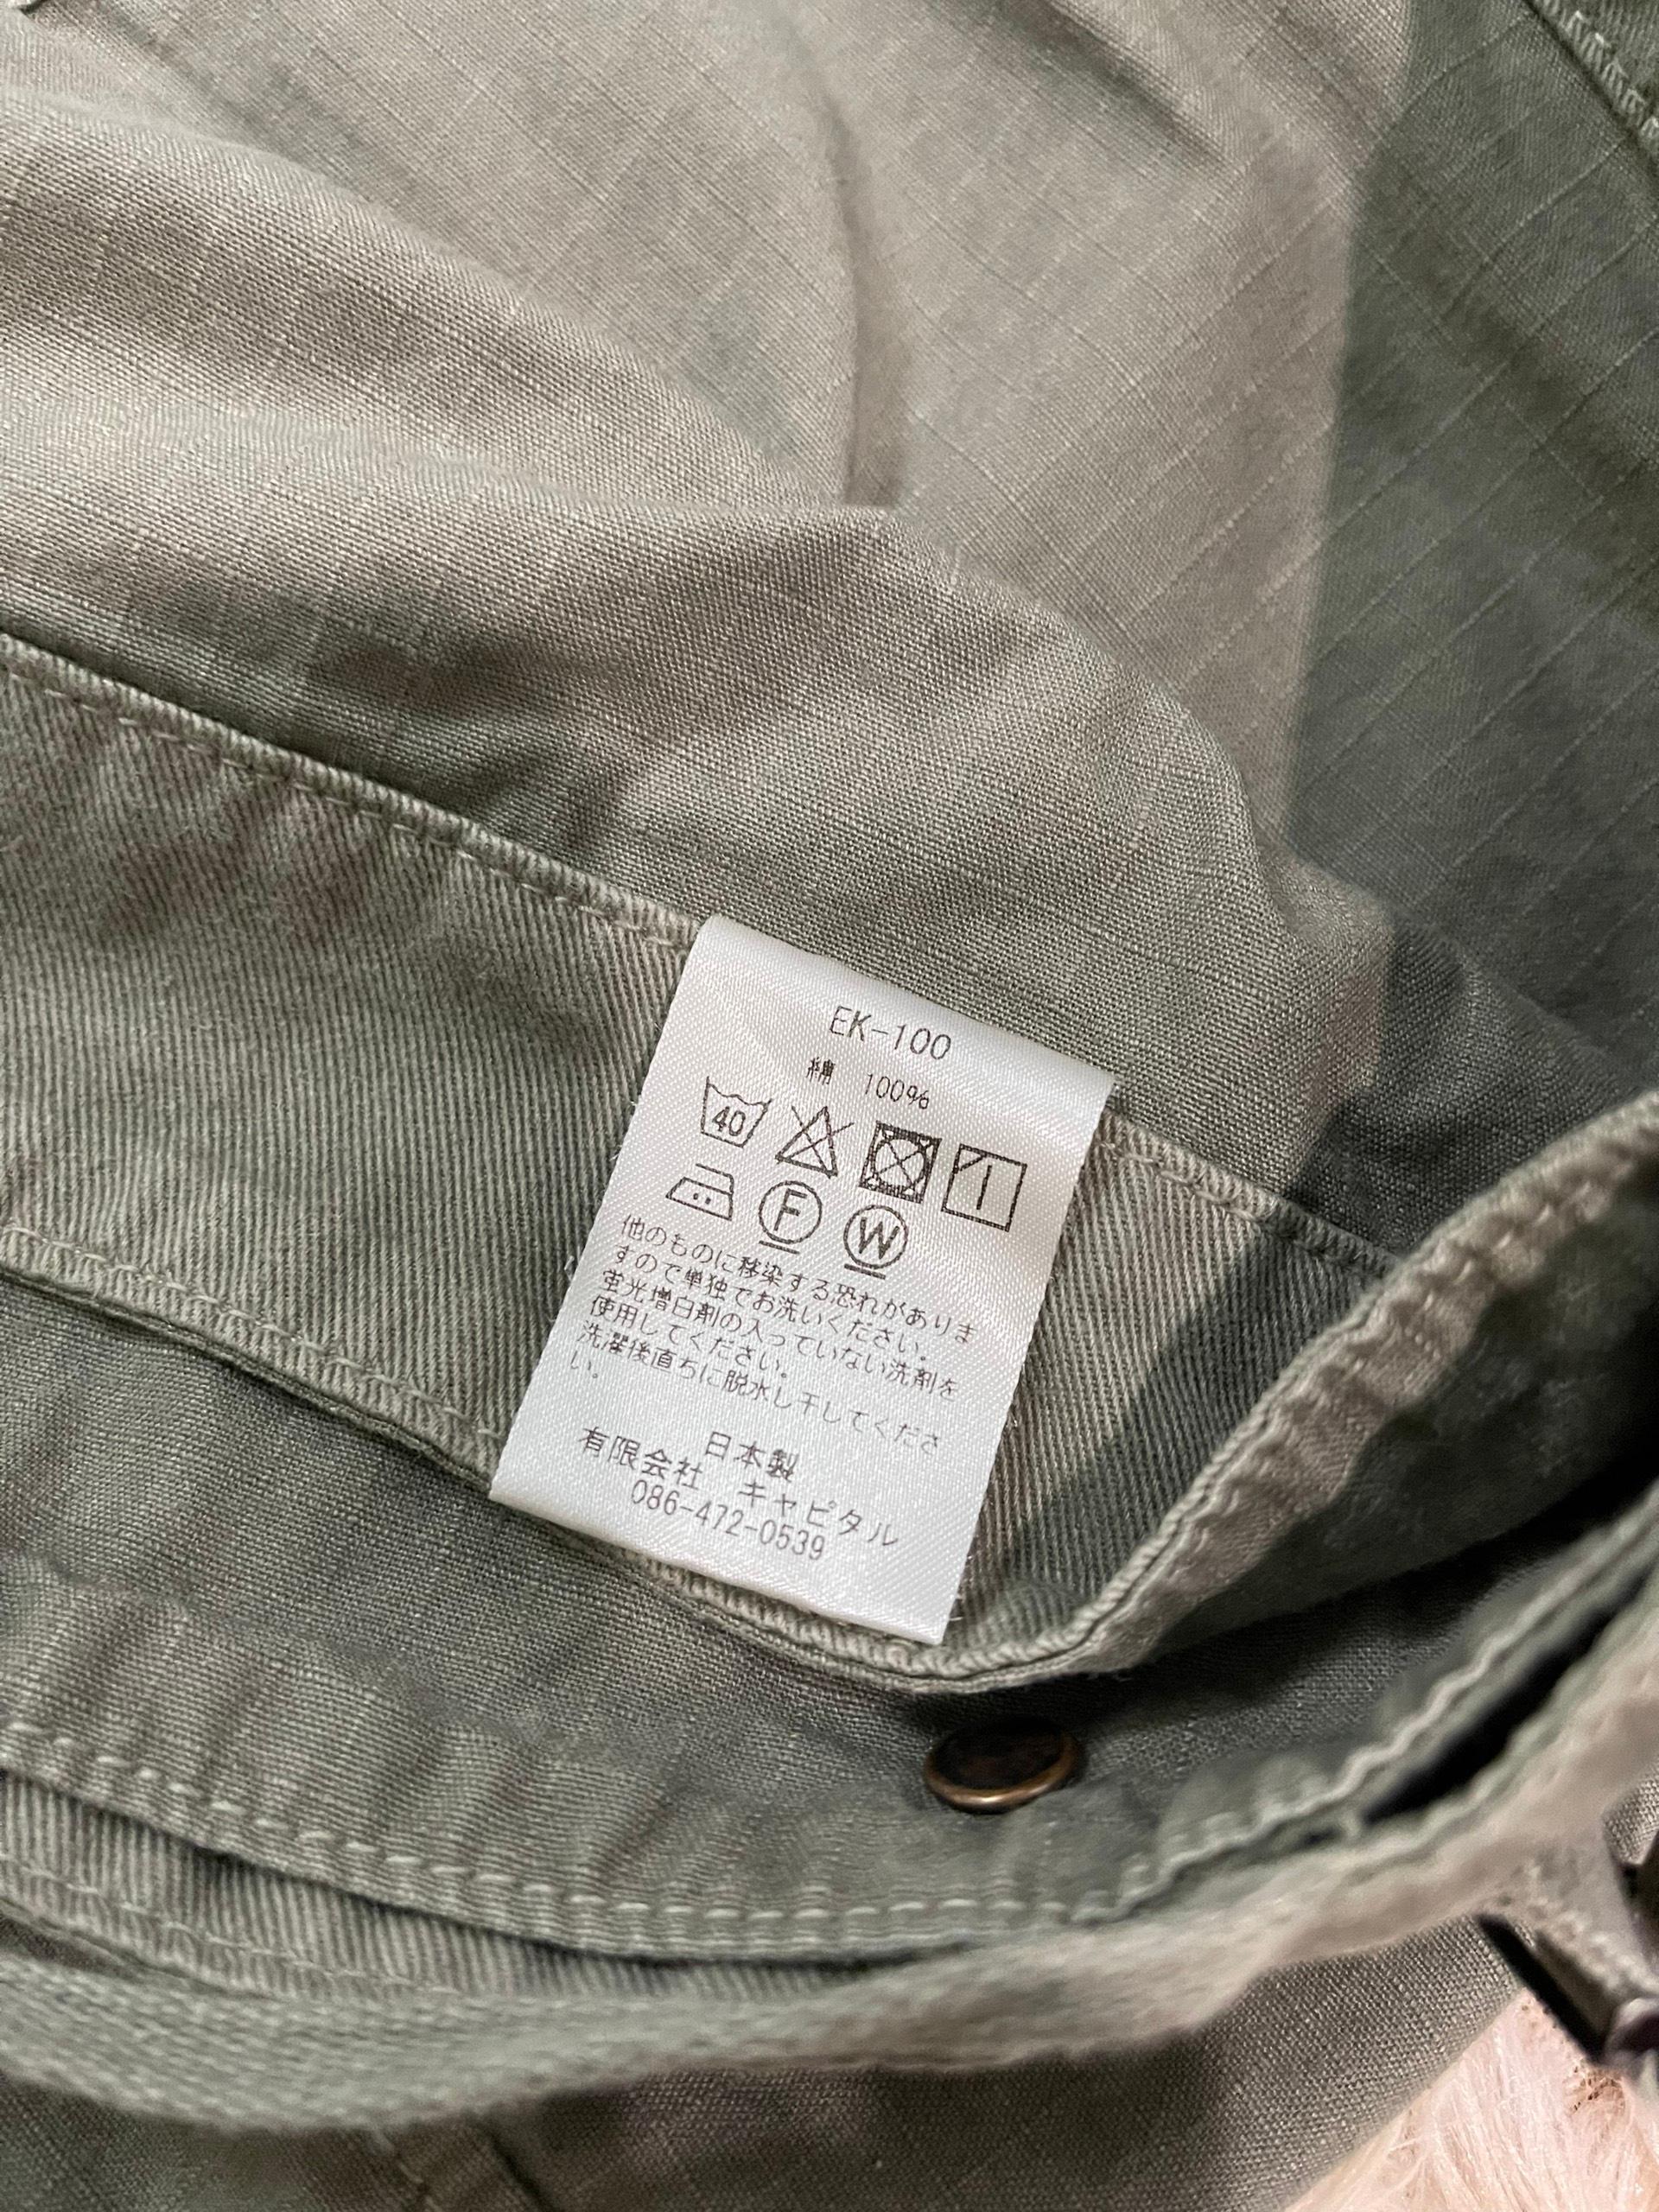 EK-100
綿 100%
40
F W
他のものに移染する恐れがありま
すので単独でお洗いください。
蛍光増白剤の入っていない洗剤を
使用してください。
洗濯後直ちに脱水し干してくださ
い。
日本製
有限会社 キャピタル
086-472-0539